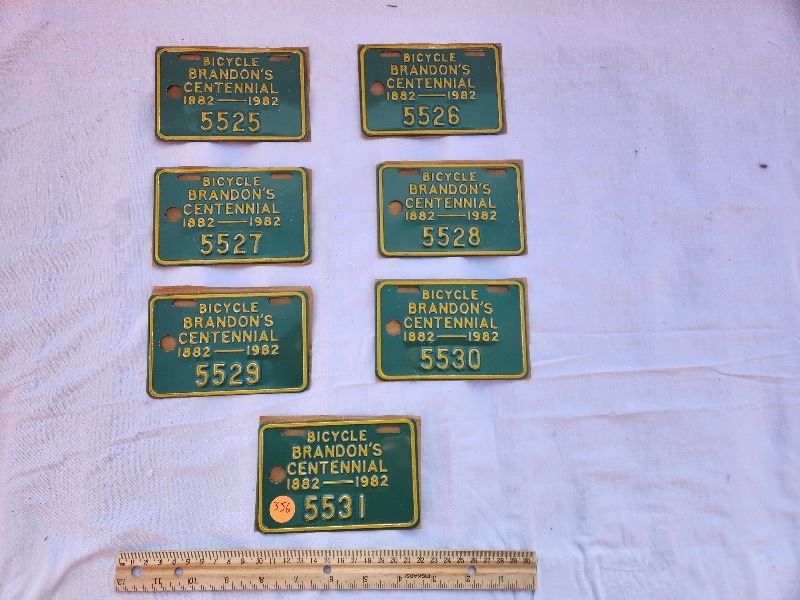 BICYCLE
BRANDON'S
CENTENNIAL
1882 — 1982
5525
BICYCLE
BRANDON'S
CENTENNIAL
1882 — 1982
5526
BICYCLE
BRANDON'S
CENTENNIAL
1882 — 1982
5527
BICYCLE
BRANDON'S
CENTENNIAL
1882 — 1982
5528
BICYCLE
BRANDON'S
CENTENNIAL
1882 — 1982
5529
BICYCLE
BRANDON'S
CENTENNIAL
1882 — 1982
5530
BICYCLE
BRANDON'S
CENTENNIAL
1882 — 1982
356 5531